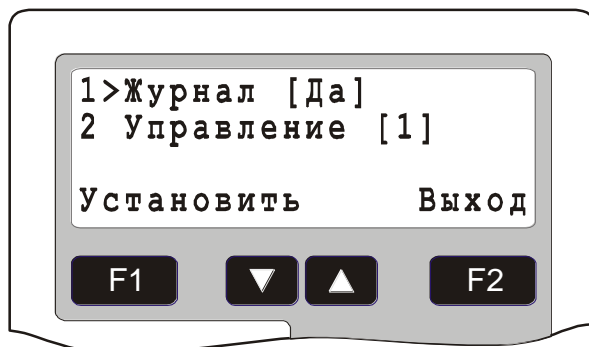 1>Журнал [Да]
2 Управление [1]
Установить Выход
F1 F2